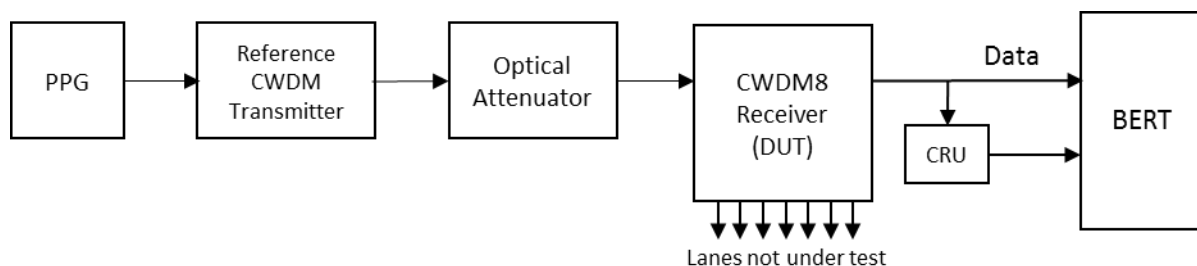 PPG
Reference
CWDM
Transmitter
Optical
Attenuator
CWDM8
Receiver
(DUT)
Data
CRU
BERT
Lanes not under test